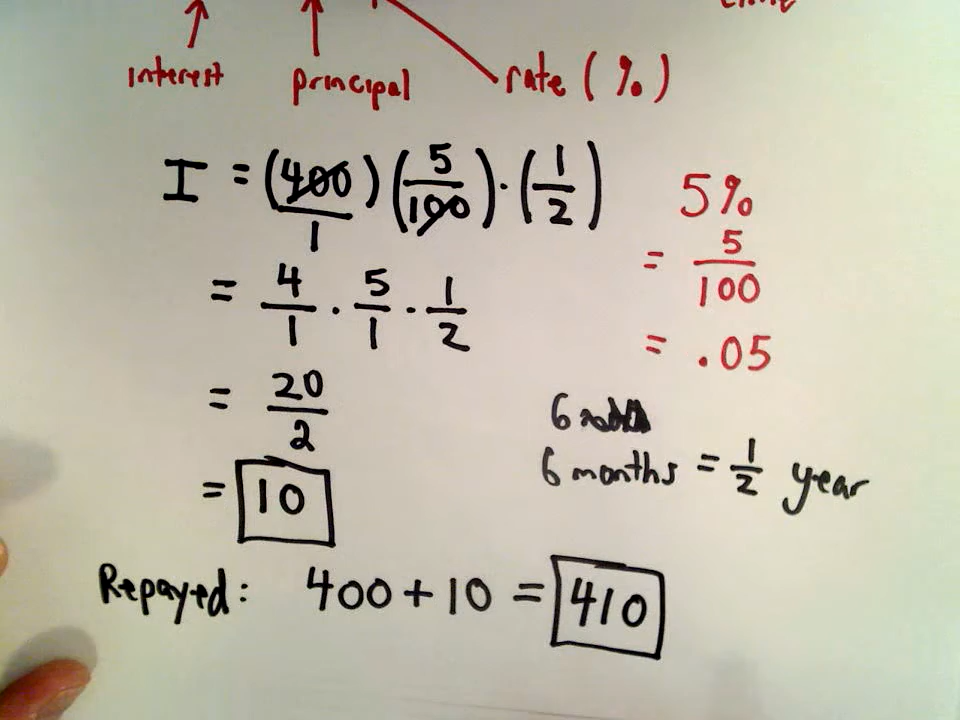 interest principal rate (%)
I = (400)/1 (5/100) · (1/2)
= 4/1 · 5/1 · 1/2
= 20/2
= 10
5%
= 5/100
= .05
6
6 months = 1/2 year
Repayed: 400 + 10 = 410